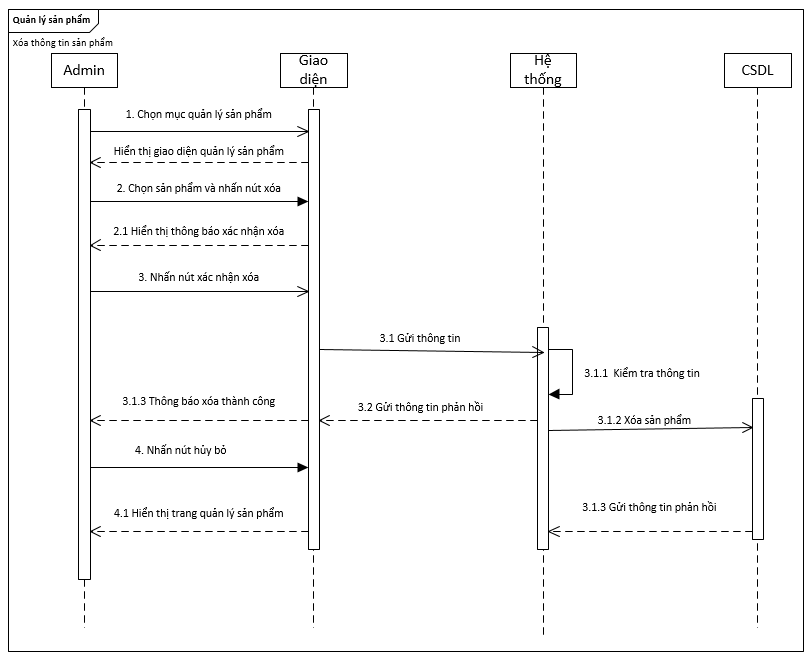 Quản lý sản phẩm
Xóa thông tin sản phẩm
Admin
Giao
diện
Hệ
thống
CSDL
1. Chọn mục quản lý sản phẩm
Hiển thị giao diện quản lý sản phẩm
2. Chọn sản phẩm và nhấn nút xóa
2.1 Hiển thị thông báo xác nhận xóa
3. Nhấn nút xác nhận xóa
3.1 Gửi thông tin
3.1.1 Kiểm tra thông tin
3.1.3 Thông báo xóa thành công
3.2 Gửi thông tin phản hồi
3.1.2 Xóa sản phẩm
4. Nhấn nút hủy bỏ
4.1 Hiển thị trang quản lý sản phẩm
3.1.3 Gửi thông tin phản hồi